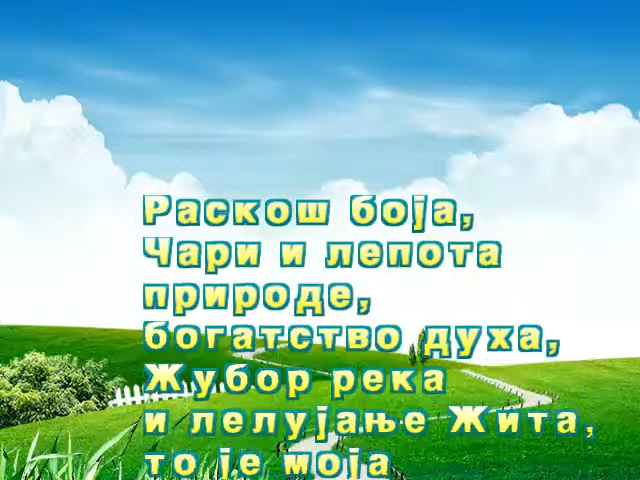 Раскош боја,
Чари и лепота
природе,
богатство духа,
Жубор река
и лелујање Жита,
то је моја